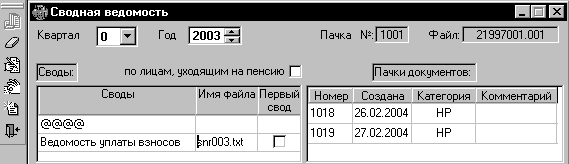 Сводная ведомость
Квартал 0 Год 2003 Пачка №: 1001 Файл: 21997001.001
Своды: по лицам, уходящим на пенсию Пачки документов:
Своды Имя файла Первый свод
@@@@
Ведомость уплаты взносов snr003.txt
Номер Создана Категория Комментарий
1018 26.02.2004 НР
1019 27.02.2004 НР